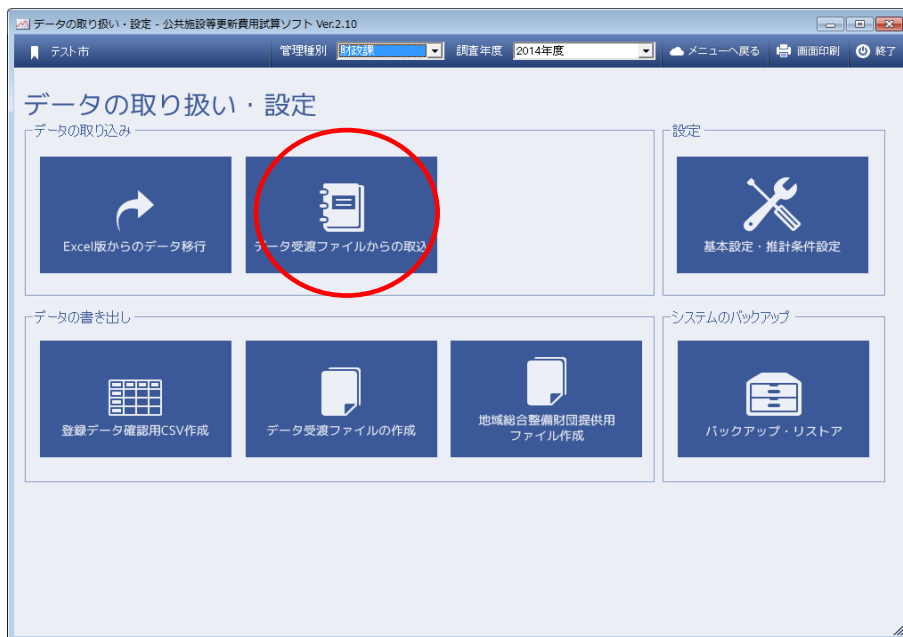 データの取り扱い・設定 - 公共施設等更新費用試算ソフト Ver.2.10
テスト市 管理種別 財政課 調査年度 2014年度 メニューへ戻る 画面印刷 終了
データの取り扱い・設定
データの取り込み
設定
Excel版からのデータ移行
データ受渡ファイルからの取込
基本設定・推計条件設定
データの書き出し
システムのバックアップ
登録データ確認用CSV作成
データ受渡ファイルの作成
地域総合整備財団提供用
ファイル作成
バックアップ・リストア